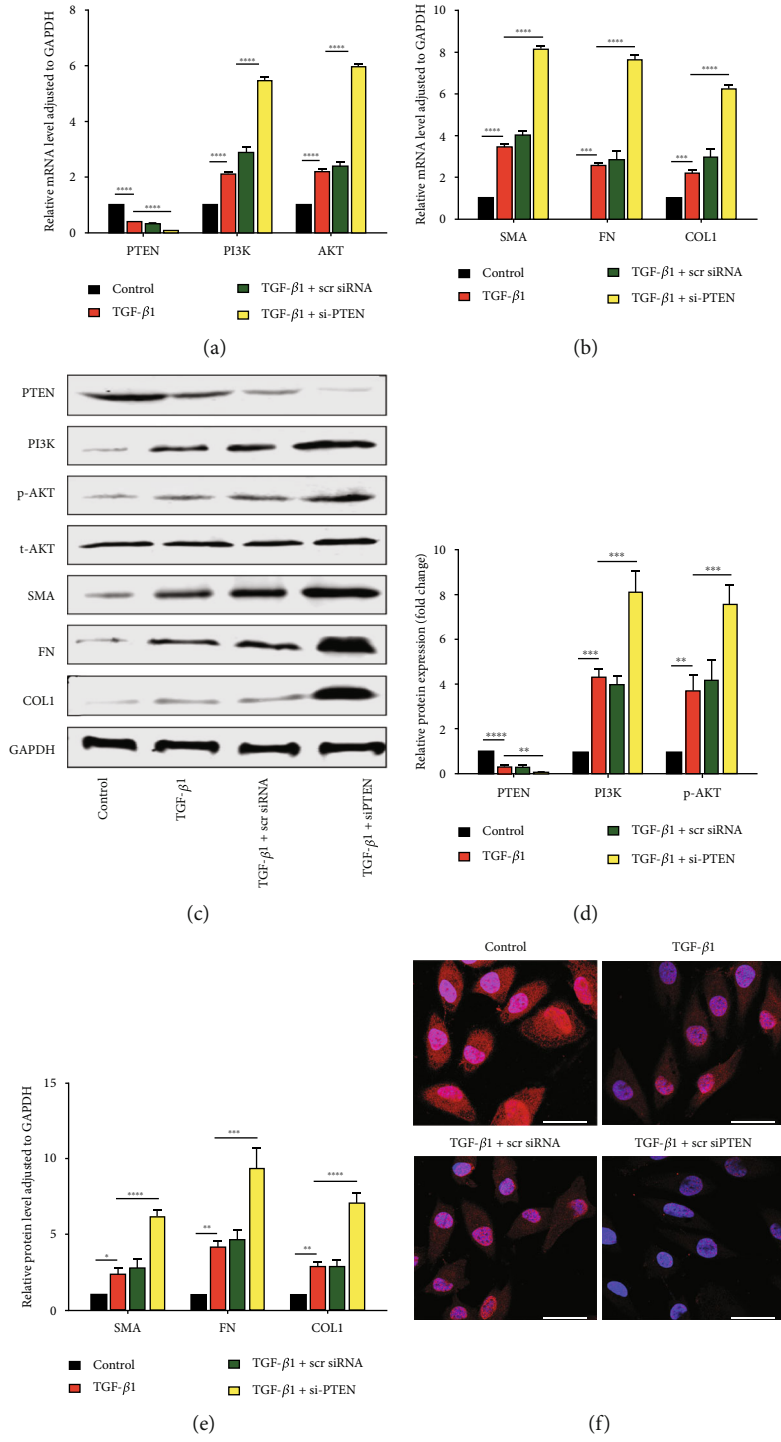 Relative mRNA level adjusted to GAPDH
8
6
4
2
0
****
****
****
****
****
****
PTEN
PI3K
AKT
Control
TGF-β1
TGF-β1 + scr siRNA
TGF-β1 + si-PTEN
(a)
Relative mRNA level adjusted to GAPDH
10
8
6
4
2
0
****
****
***
****
***
****
SMA
FN
COL1
Control
TGF-β1
TGF-β1 + scr siRNA
TGF-β1 + si-PTEN
(b)
PTEN
PI3K
p-AKT
t-AKT
SMA
FN
COL1
GAPDH
Control
TGF-β1
TGF-β1 + scr siRNA
TGF-β1 + siPTEN
(c)
Relative protein expression (fold change)
10
8
6
4
2
0
****
**
***
***
**
***
PTEN
PI3K
p-AKT
Control
TGF-β1
TGF-β1 + scr siRNA
TGF-β1 + si-PTEN
(d)
Relative protein level adjusted to GAPDH
15
10
5
0
*
****
**
***
**
****
SMA
FN
COL1
Control
TGF-β1
TGF-β1 + scr siRNA
TGF-β1 + si-PTEN
(e)
Control
TGF-β1
TGF-β1 + scr siRNA
TGF-β1 + scr siPTEN
(f)